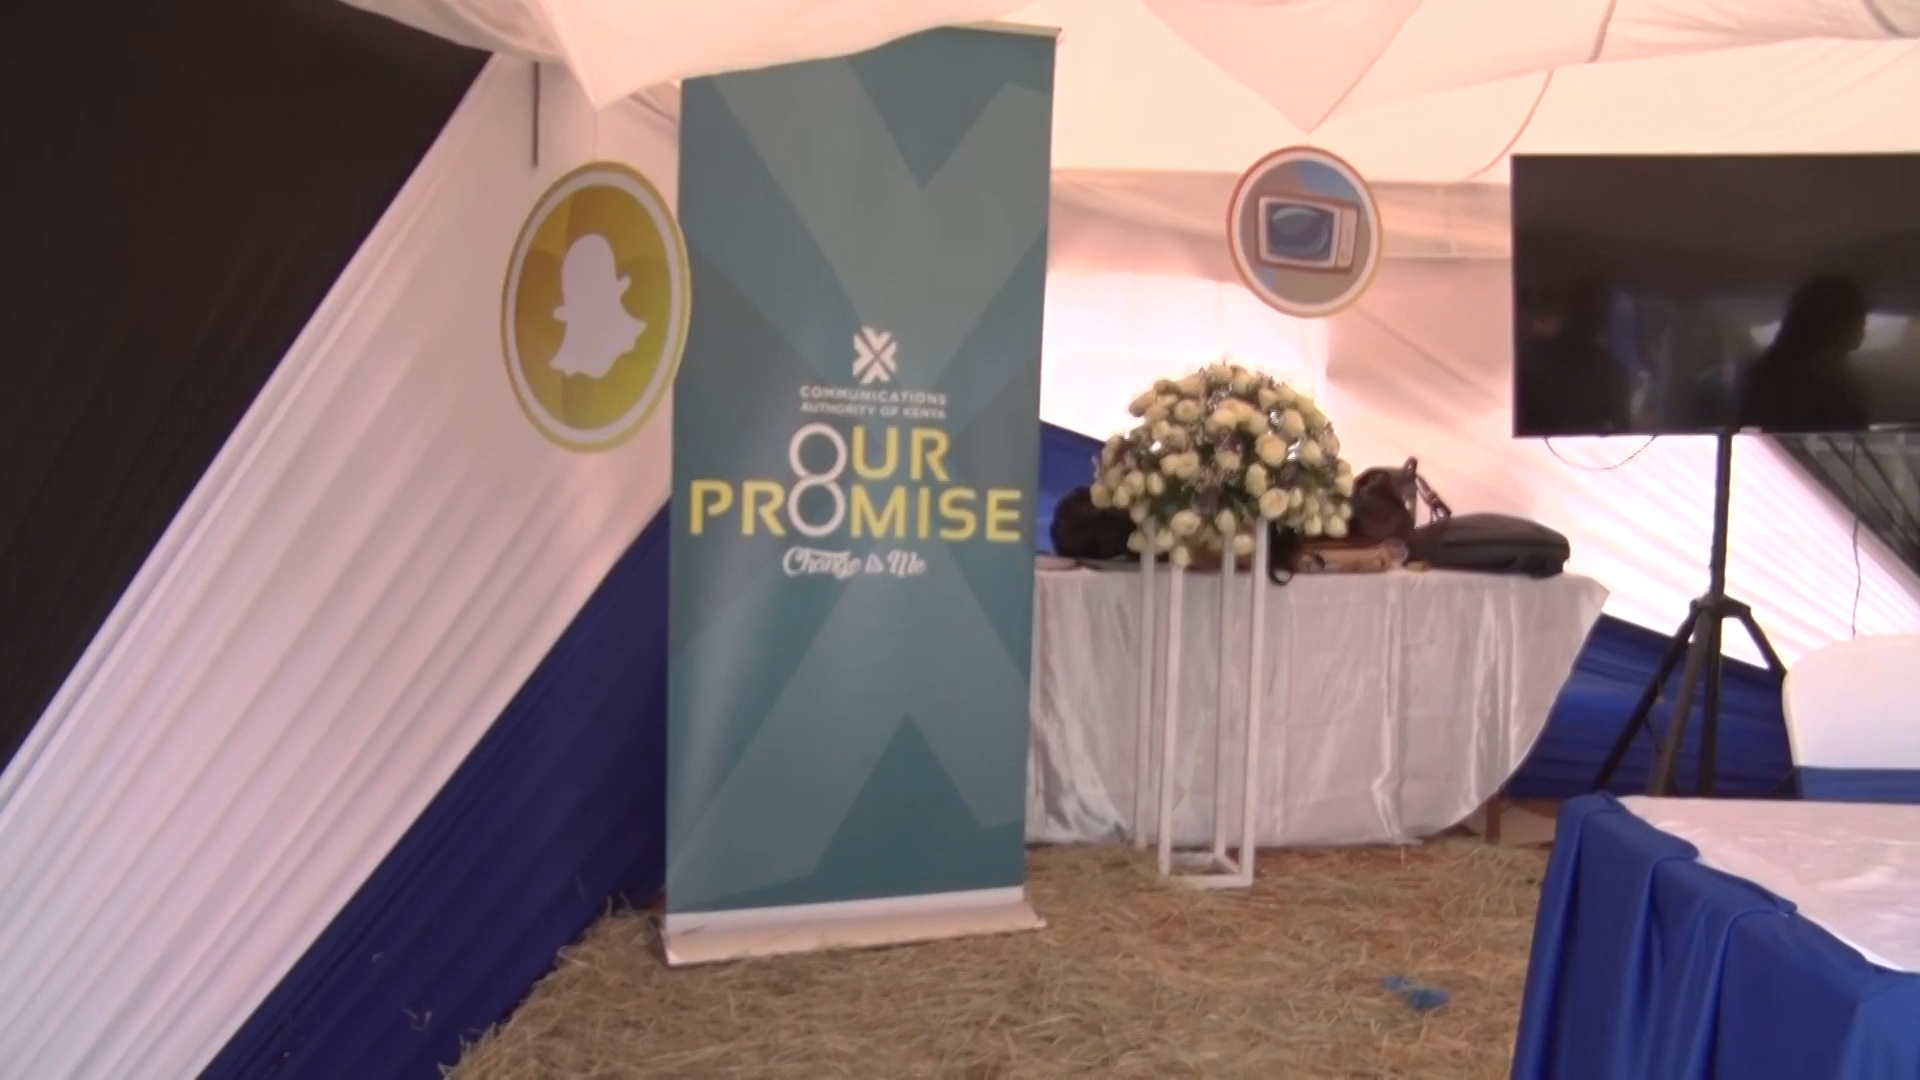 COMMUNICATIONS
AUTHORITY OF KENYA
OUR
PROMISE
Change is Me